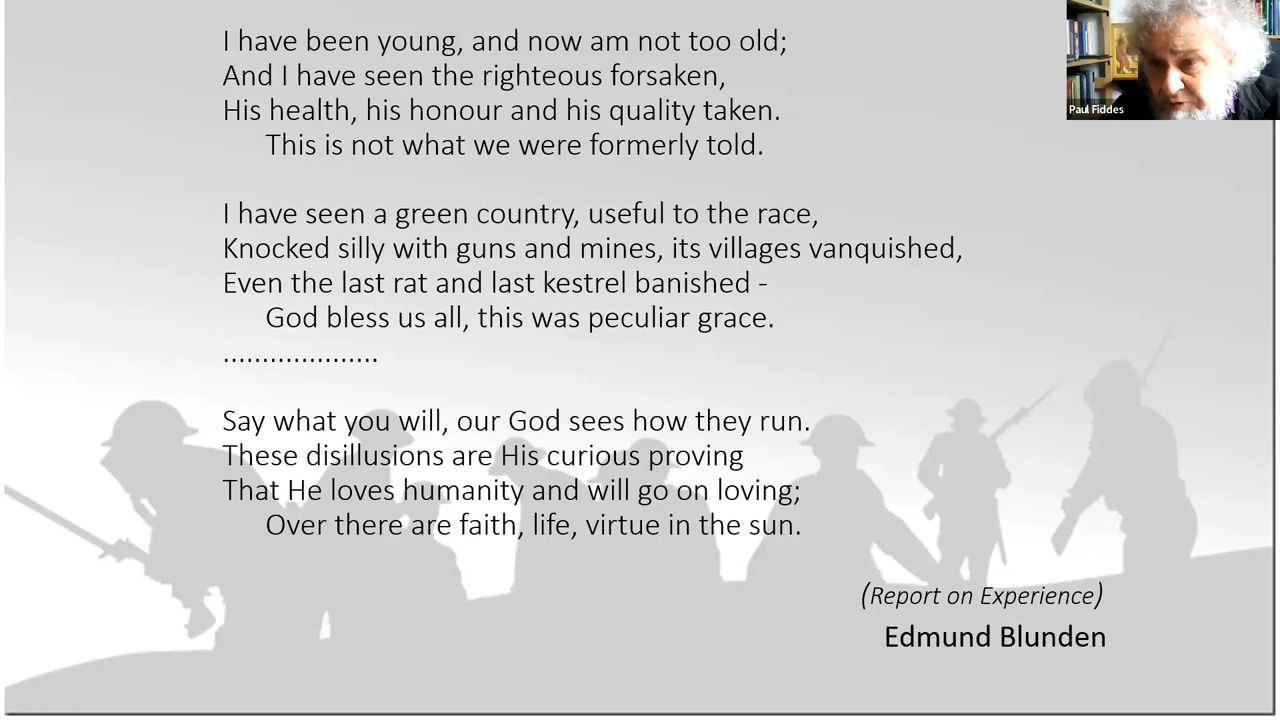 I have been young, and now am not too old;
And I have seen the righteous forsaken,
His health, his honour and his quality taken.
This is not what we were formerly told.
I have seen a green country, useful to the race,
Knocked silly with guns and mines, its villages vanquished,
Even the last rat and last kestrel banished -
God bless us all, this was peculiar grace.
....................
Say what you will, our God sees how they run.
These disillusions are His curious proving
That He loves humanity and will go on loving;
Over there are faith, life, virtue in the sun.
(Report on Experience)
Edmund Blunden
Paul Fiddes